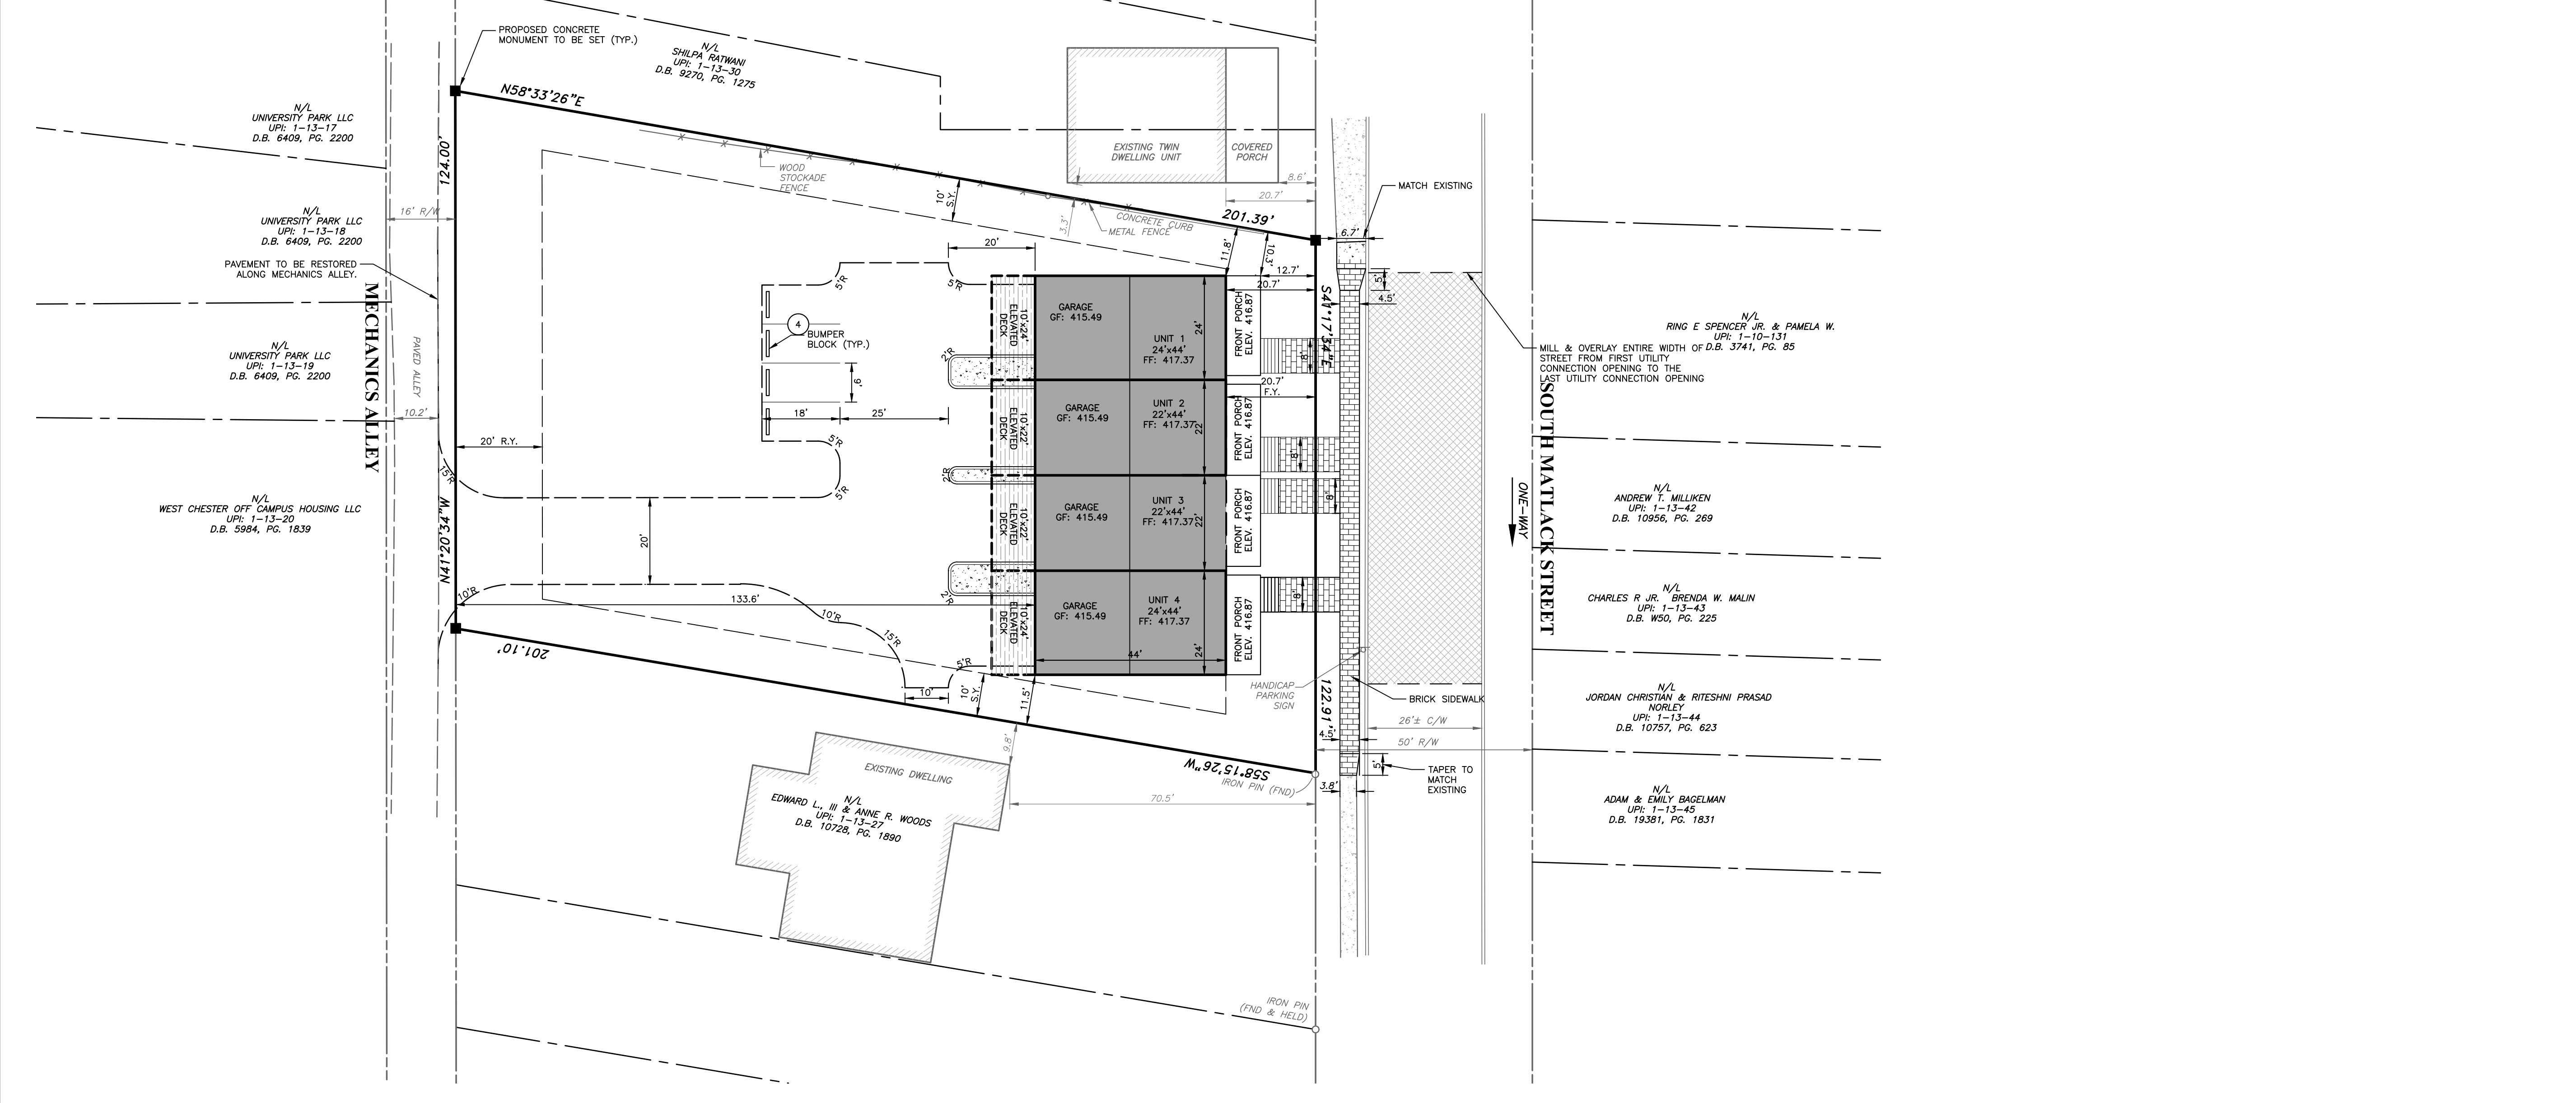 PROPOSED CONCRETE
MONUMENT TO BE SET (TYP.)
N/L
SHILPA RATWANI
UPI: 1-13-30
D.B. 9270, PG. 1275
N58°33'26"E
201.39'
N/L
UNIVERSITY PARK LLC
UPI: 1-13-17
D.B. 6409, PG. 2200
124.00'
16' R/W
N/L
UNIVERSITY PARK LLC
UPI: 1-13-18
D.B. 6409, PG. 2200
PAVEMENT TO BE RESTORED
ALONG MECHANICS ALLEY.
MECHANICS ALLEY
PAVED ALLEY
N/L
UNIVERSITY PARK LLC
UPI: 1-13-19
D.B. 6409, PG. 2200
10.2'
20' R.Y.
15'R
N/L
WEST CHESTER OFF CAMPUS HOUSING LLC
UPI: 1-13-20
D.B. 5984, PG. 1839
N41°20'34"W
10'R
201.10'
WOOD
STOCKADE
FENCE
10'
S.Y.
3.3'
CONCRETE CURB
METAL FENCE
EXISTING TWIN
DWELLING UNIT
COVERED
PORCH
8.6'
20.7'
11.8'
10.3'
12.7'
20.7'
20'
5'R
5'R
4
BUMPER
BLOCK (TYP.)
9'
18'
25'
5'R
5'R
20'
133.6'
10'R
15'R
5'R
10'
10'
S.Y.
11.5'
2'R
2'R
2'R
10'x24'
ELEVATED
DECK
10'x22'
ELEVATED
DECK
10'x22'
ELEVATED
DECK
10'x24'
ELEVATED
DECK
GARAGE
GF: 415.49
UNIT 1
24'x44'
FF: 417.37
24'
FRONT PORCH
ELEV. 416.87
8'
GARAGE
GF: 415.49
UNIT 2
22'x44'
FF: 417.37
22'
20.7'
F.Y.
FRONT PORCH
ELEV. 416.87
8'
GARAGE
GF: 415.49
UNIT 3
22'x44'
FF: 417.37
22'
FRONT PORCH
ELEV. 416.87
8'
GARAGE
GF: 415.49
UNIT 4
24'x44'
FF: 417.37
24'
44'
FRONT PORCH
ELEV. 416.87
8'
S41°17'34"E
122.91'
MATCH EXISTING
6.7'
5'
4.5'
HANDICAP
PARKING
SIGN
BRICK SIDEWALK
26'± C/W
50' R/W
4.5'
5'
3.8'
TAPER TO
MATCH
EXISTING
S58°15'26"W
IRON PIN (FND)
70.5'
9.8'
EXISTING DWELLING
N/L
EDWARD L., III & ANNE R. WOODS
UPI: 1-13-27
D.B. 10728, PG. 1890
IRON PIN
(FND & HELD)
ONE-WAY
SOUTH MATLACK STREET
N/L
RING E SPENCER JR. & PAMELA W.
UPI: 1-10-131
D.B. 3741, PG. 85
MILL & OVERLAY ENTIRE WIDTH OF
STREET FROM FIRST UTILITY
CONNECTION OPENING TO THE
LAST UTILITY CONNECTION OPENING
N/L
ANDREW T. MILLIKEN
UPI: 1-13-42
D.B. 10956, PG. 269
N/L
CHARLES R JR. BRENDA W. MALIN
UPI: 1-13-43
D.B. W50, PG. 225
N/L
JORDAN CHRISTIAN & RITESHNI PRASAD
NORLEY
UPI: 1-13-44
D.B. 10757, PG. 623
N/L
ADAM & EMILY BAGELMAN
UPI: 1-13-45
D.B. 19381, PG. 1831